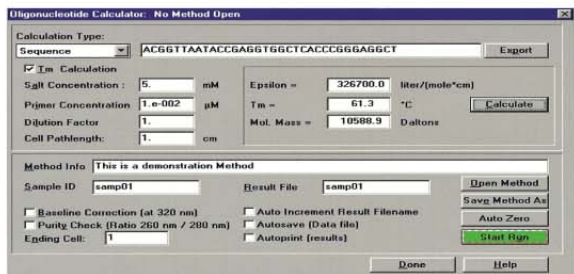 Oligonucleotide Calculator: No Method Open
Calculation Type:
Sequence ACGGTTAATACCGAGGTGGCTCACCCGGGAGGCT Export
Tm Calculation
Salt Concentration : 5. mM Epsilon = 326700.0 liter/(mole*cm)
Primer Concentration 1.e-002 µM Tm = 61.3 °C Calculate
Dilution Factor 1. Mol. Mass = 10588.9 Daltons
Cell Pathlength: 1. cm
Method Info This is a demonstration Method
Sample ID samp01 Result File samp01 Open Method
Save Method As
Baseline Correction (at 320 nm) Auto Increment Result Filename Auto Zero
Purity Check (Ratio 260 nm / 280 nm) Autosave (Data file)
Ending Cell: 1 Autoprint (results) Start Run
Done Help